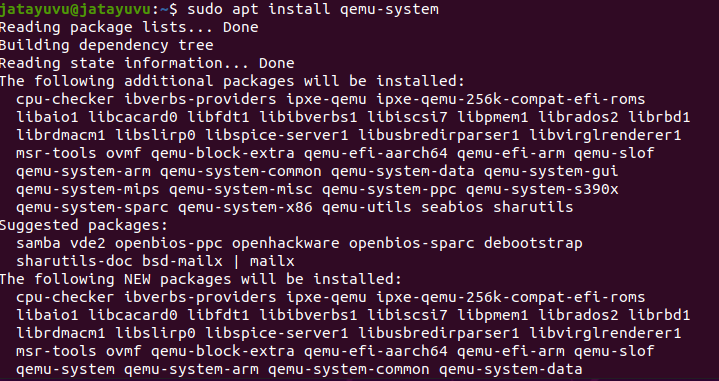 jatayuvu@jatayuvu:~$ sudo apt install qemu-system
Reading package lists... Done
Building dependency tree
Reading state information... Done
The following additional packages will be installed:
  cpu-checker ibverbs-providers ipxe-qemu ipxe-qemu-256k-compat-efi-roms
  libaio1 libcacard0 libfdt1 libibverbs1 libiscsi7 libpmem1 librados2 librbd1
  librdmacm1 libslirp0 libspice-server1 libusbredirparser1 libvirglrenderer1
  msr-tools ovmf qemu-block-extra qemu-efi-aarch64 qemu-efi-arm qemu-slof
  qemu-system-arm qemu-system-common qemu-system-data qemu-system-gui
  qemu-system-mips qemu-system-misc qemu-system-ppc qemu-system-s390x
  qemu-system-sparc qemu-system-x86 qemu-utils seabios sharutils
Suggested packages:
  samba vde2 openbios-ppc openhackware openbios-sparc debootstrap
  sharutils-doc bsd-mailx | mailx
The following NEW packages will be installed:
  cpu-checker ibverbs-providers ipxe-qemu ipxe-qemu-256k-compat-efi-roms
  libaio1 libcacard0 libfdt1 libibverbs1 libiscsi7 libpmem1 librados2 librbd1
  librdmacm1 libslirp0 libspice-server1 libusbredirparser1 libvirglrenderer1
  msr-tools ovmf qemu-block-extra qemu-efi-aarch64 qemu-efi-arm qemu-slof
  qemu-system qemu-system-arm qemu-system-common qemu-system-data